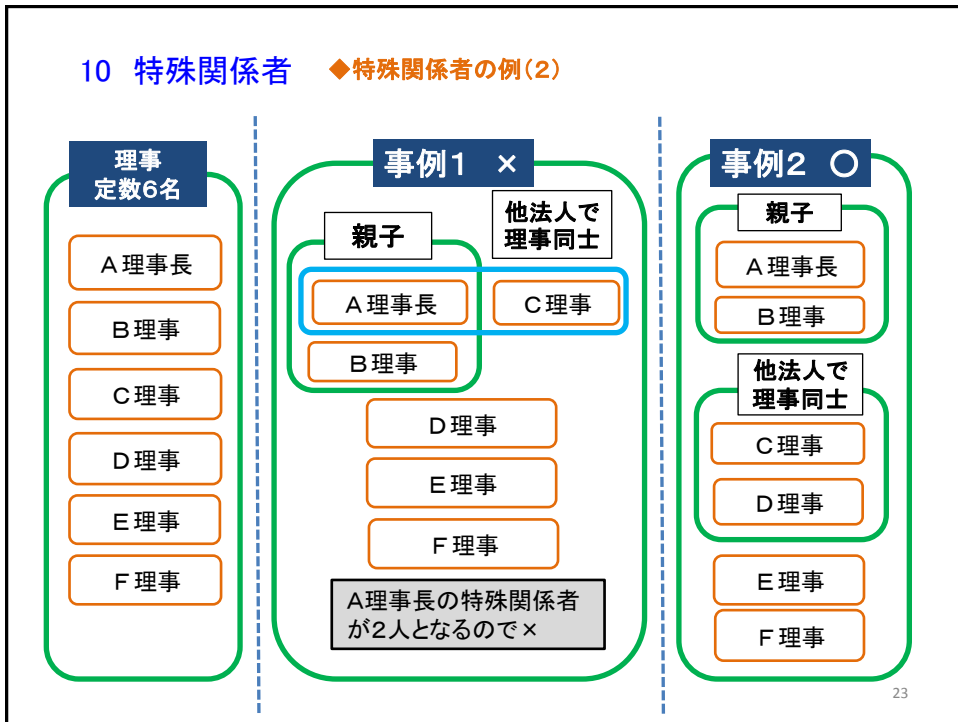 10 特殊関係者 ◆特殊関係者の例(2)
理事
定数6名
A理事長
B理事
C理事
D理事
E理事
F理事
事例1 ×
親子
他法人で
理事同士
A理事長
C理事
B理事
D理事
E理事
F理事
A理事長の特殊関係者
が2人となるので×
事例2 ○
親子
A理事長
B理事
他法人で
理事同士
C理事
D理事
E理事
F理事
23